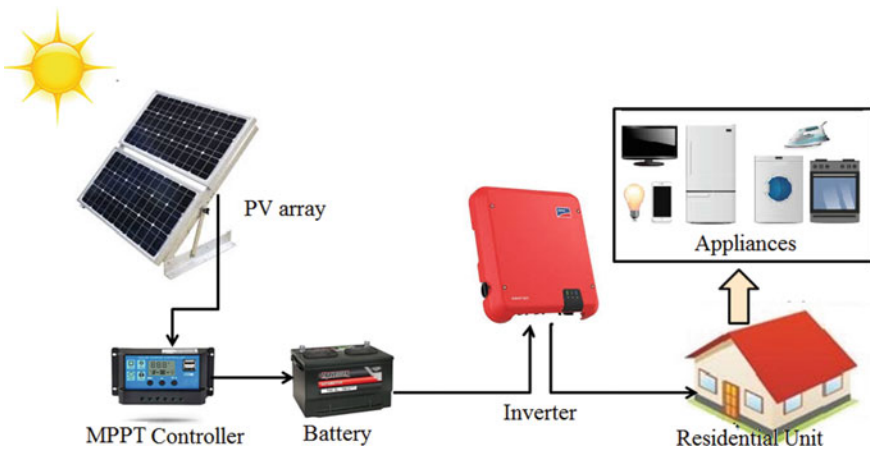 PV array
Appliances
MPPT Controller
Battery
Inverter
Residential Unit